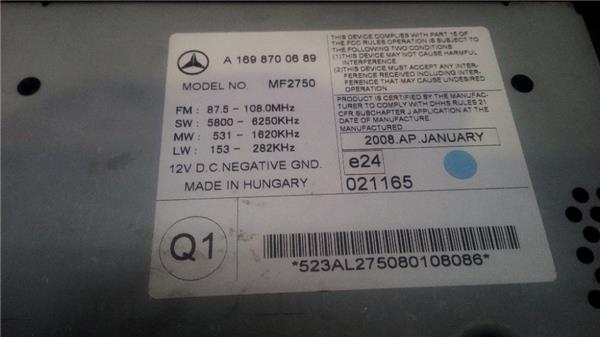 A 169 870 06 89
MODEL NO. MF2750
FM : 87.5 - 108.0MHz
SW : 5800 - 6250KHz
MW : 531 - 1620KHz
LW : 153 - 282KHz
12V D.C.NEGATIVE GND.
MADE IN HUNGARY
THIS DEVICE COMPLIES WITH PART 15 OF
THE FCC RULES OPERATION IS SUBJECT TO
THE FOLLOWING TWO CONDITIONS
(1)THIS DEVICE MAY NOT CAUSE HARMFUL
INTERFERENCE
(2)THIS DEVICE MUST ACCEPT ANY INTER-
FERENCE RECEIVED INCLUDING INTER-
FERENCE THAT MAY CAUSE UNDESIRED
OPERATION
PRODUCT IS CERTIFIED BY THE MANUFAC-
TURER TO COMPLY WITH DHHS RULES 21
CFR SUBCHAPTER J APPLICABLE AT DATE
OF MANUFACTURE.
2008.AP.JANUARY
e24
021165
Q1
*523AL275080108086*